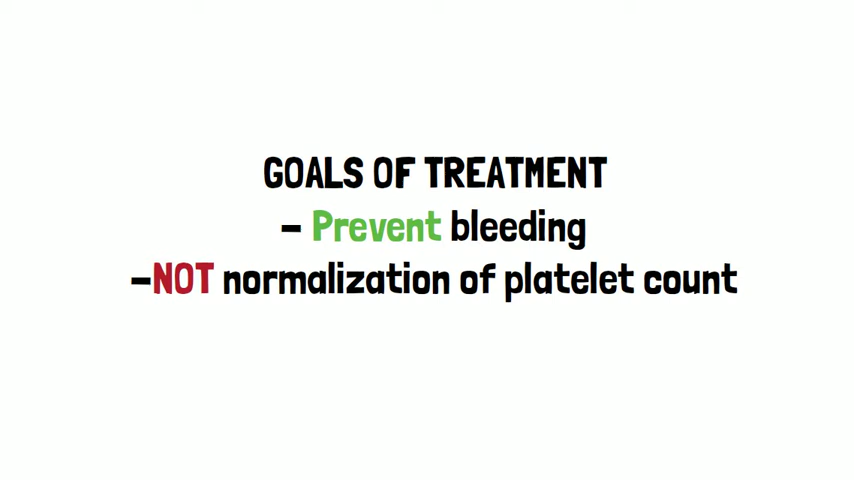 GOALS OF TREATMENT
- Prevent bleeding
-NOT normalization of platelet count